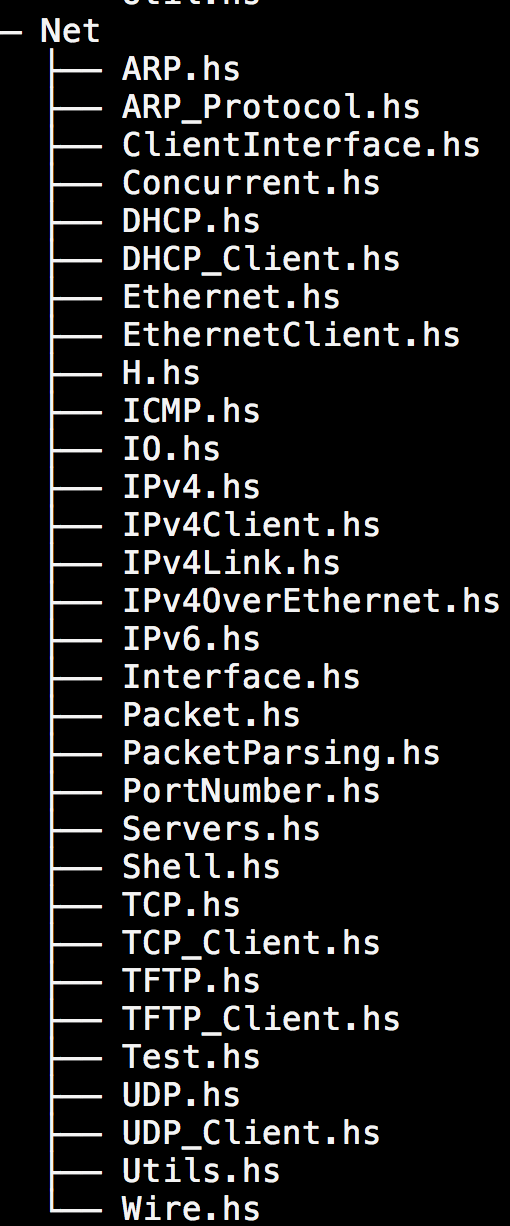 Util.hs
Net
ARP.hs
ARP_Protocol.hs
ClientInterface.hs
Concurrent.hs
DHCP.hs
DHCP_Client.hs
Ethernet.hs
EthernetClient.hs
H.hs
ICMP.hs
IO.hs
IPv4.hs
IPv4Client.hs
IPv4Link.hs
IPv4OverEthernet.hs
IPv6.hs
Interface.hs
Packet.hs
PacketParsing.hs
PortNumber.hs
Servers.hs
Shell.hs
TCP.hs
TCP_Client.hs
TFTP.hs
TFTP_Client.hs
Test.hs
UDP.hs
UDP_Client.hs
Utils.hs
Wire.hs